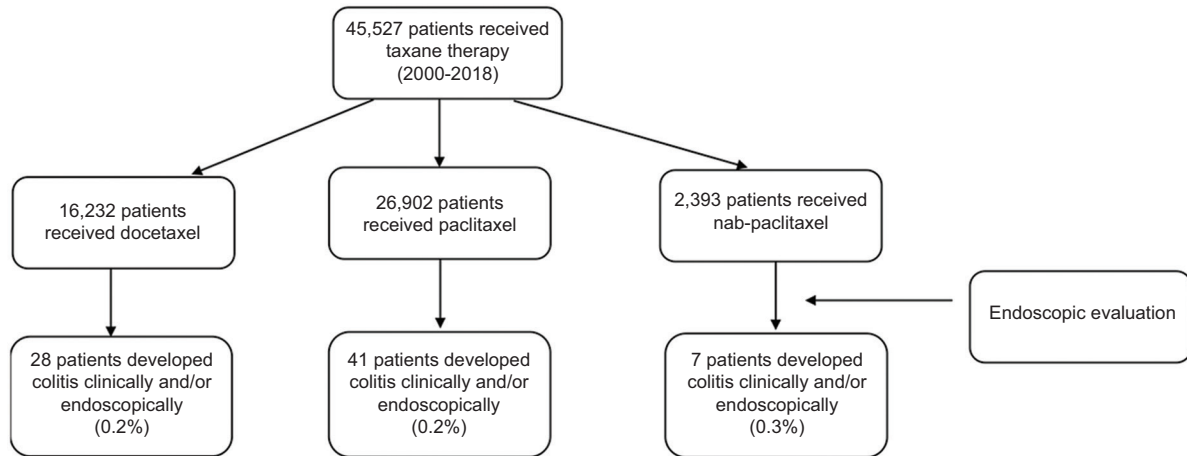 45,527 patients received
taxane therapy
(2000-2018)
16,232 patients
received docetaxel
26,902 patients
received paclitaxel
2,393 patients received
nab-paclitaxel
Endoscopic evaluation
28 patients developed
colitis clinically and/or
endoscopically
(0.2%)
41 patients developed
colitis clinically and/or
endoscopically
(0.2%)
7 patients developed
colitis clinically and/or
endoscopically
(0.3%)